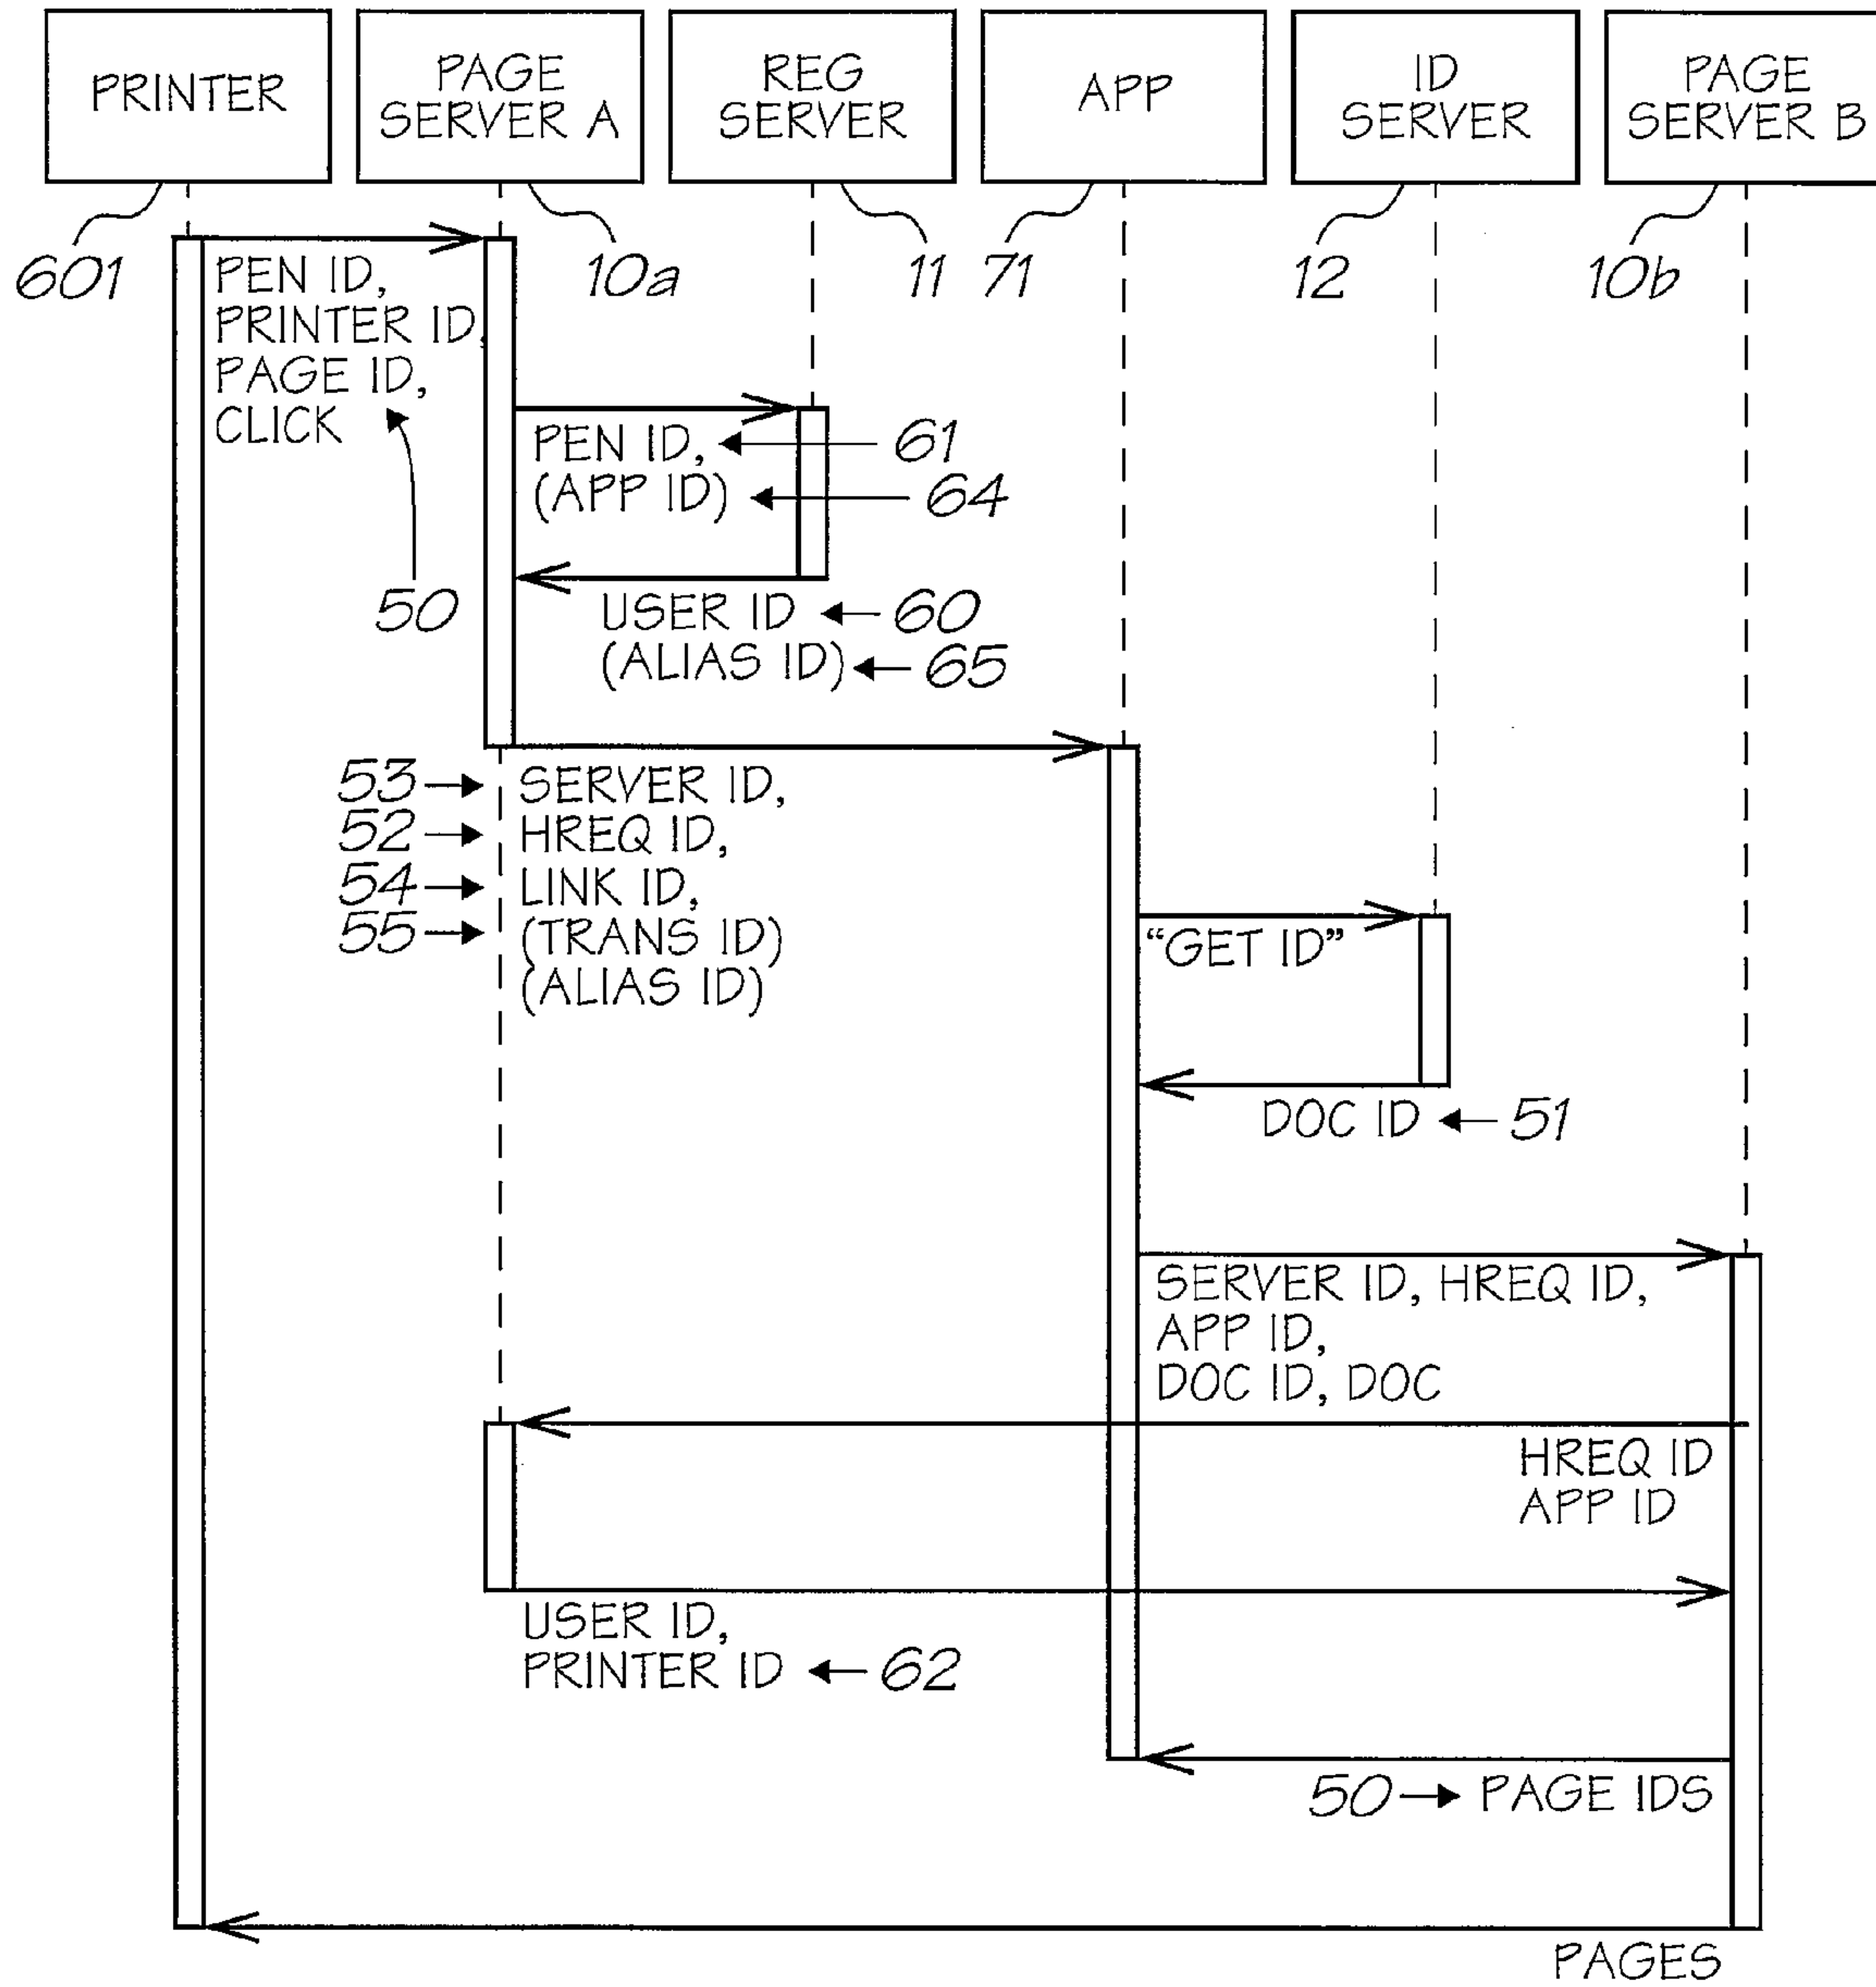 PRINTER
PAGE
SERVER A
REG
SERVER
APP
ID
SERVER
PAGE
SERVER B
601
10a
11
71
12
10b
PEN ID,
PRINTER ID,
PAGE ID,
CLICK
50
PEN ID, 61
(APP ID) 64
USER ID 60
(ALIAS ID) 65
53 SERVER ID,
52 HREQ ID,
54 LINK ID,
55 (TRANS ID)
(ALIAS ID)
“GET ID”
DOC ID 51
SERVER ID, HREQ ID,
APP ID,
DOC ID, DOC
HREQ ID
APP ID
USER ID,
PRINTER ID 62
50 PAGE IDS
PAGES